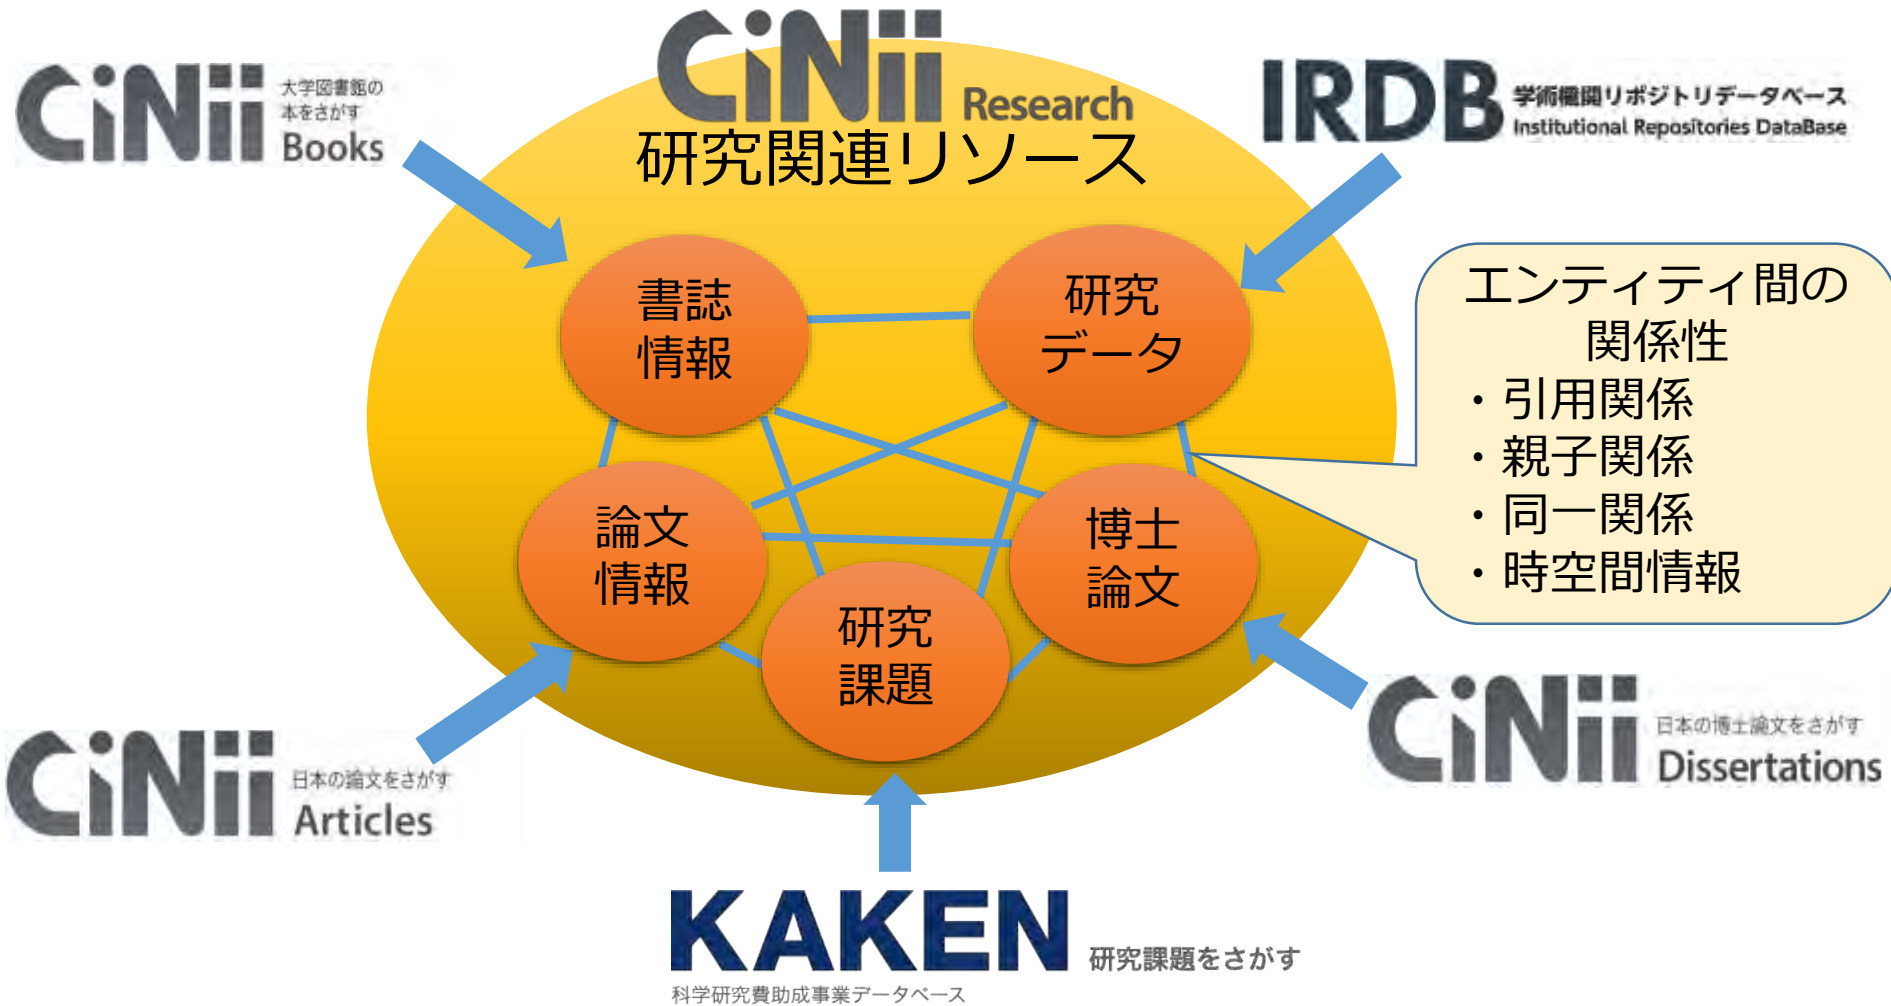 CiNii
Research
研究関連リソース
CiNii
大学図書館の
本をさがす
Books
IRDB
学術機関リポジトリデータベース
Institutional Repositories DataBase
書誌
情報
研究
データ
エンティティ間の
関係性
・引用関係
・親子関係
・同一関係
・時空間情報
論文
情報
博士
論文
研究
課題
CiNii
日本の論文をさがす
Articles
CiNii
日本の博士論文をさがす
Dissertations
KAKEN
研究課題をさがす
科学研究費助成事業データベース